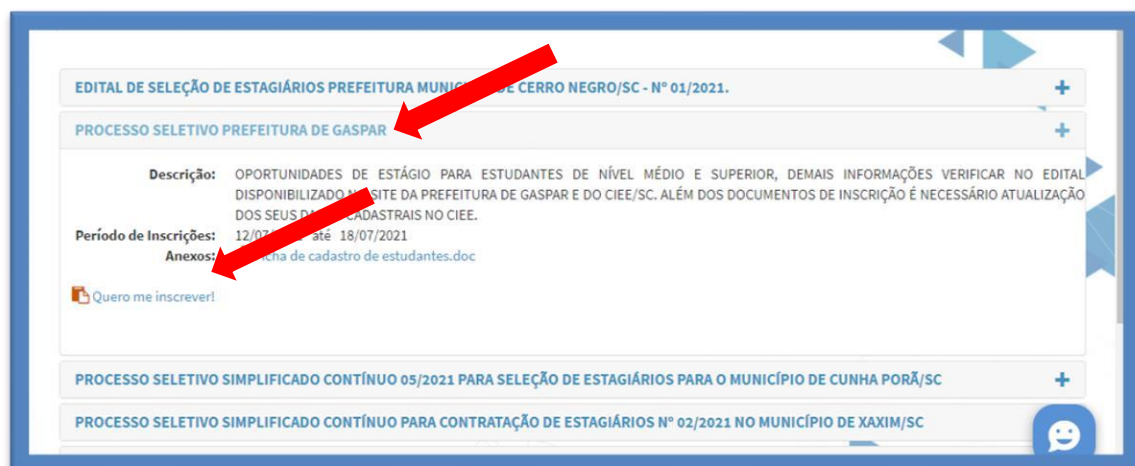 EDITAL DE SELEÇÃO DE ESTAGIÁRIOS PREFEITURA DE CERRO NEGRO/SC - Nº 01/2021.
PROCESSO SELETIVO PREFEITURA DE GASPAR
Descrição: OPORTUNIDADES DE ESTÁGIO PARA ESTUDANTES DE NÍVEL MÉDIO E SUPERIOR, DEMAIS INFORMAÇÕES VERIFICAR NO EDITAL
DISPONIBILIZADO SITE DA PREFEITURA DE GASPAR E DO CIEE/SC. ALÉM DOS DOCUMENTOS DE INSCRIÇÃO É NECESSÁRIO ATUALIZAÇÃO
DOS SEUS CADASTRAIS NO CIEE.
Período de Inscrições: até 18/07/2021
Anexos: de cadastro de estudantes.doc
Quero me inscrever!
PROCESSO SELETIVO SIMPLIFICADO CONTÍNUO 05/2021 PARA SELEÇÃO DE ESTAGIÁRIOS PARA O MUNICÍPIO DE CUNHA PORÃ/SC
PROCESSO SELETIVO SIMPLIFICADO CONTÍNUO PARA CONTRATAÇÃO DE ESTAGIÁRIOS Nº 02/2021 NO MUNICÍPIO DE XAXIM/SC